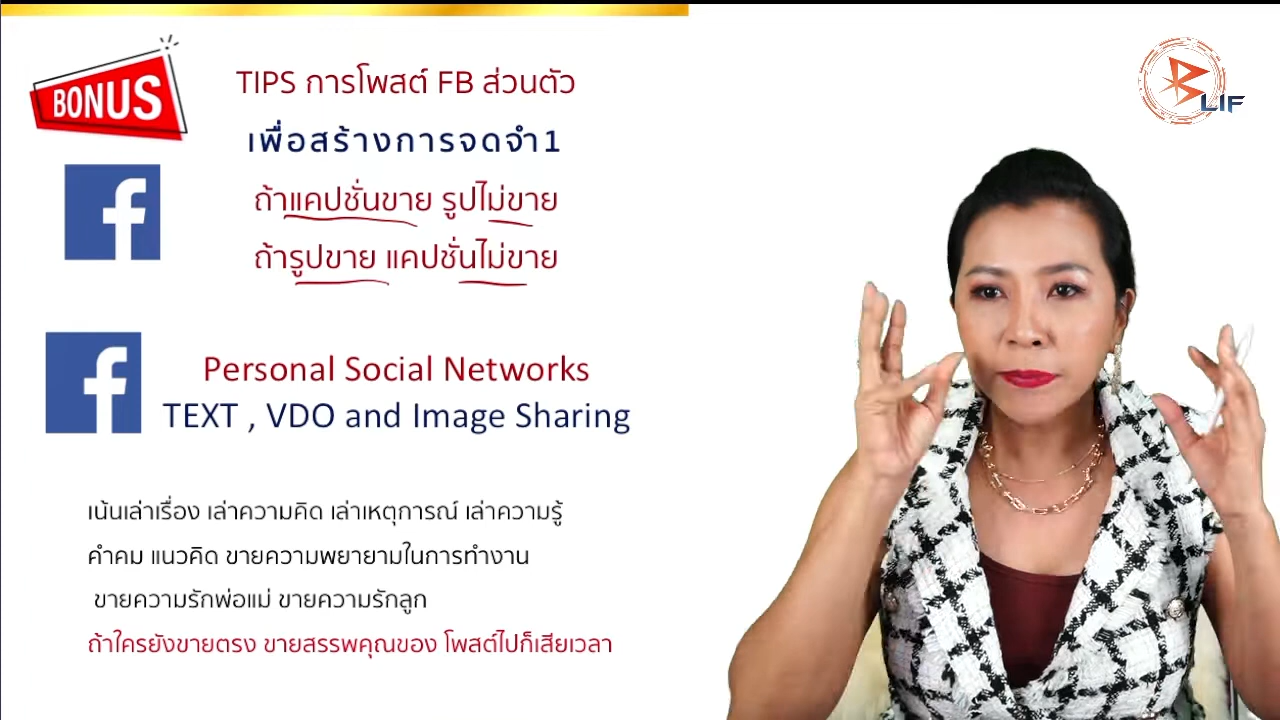 BONUS
TIPS การโพสต์ FB ส่วนตัว
เพื่อสร้างการจดจำ1
ถ้าแคปชั่นขาย รูปไม่ขาย
ถ้ารูปขาย แคปชั่นไม่ขาย
f
f
Personal Social Networks
TEXT , VDO and Image Sharing
เน้นเล่าเรื่อง เล่าความคิด เล่าเหตุการณ์ เล่าความรู้
คำคม แนวคิด ขายความพยายามในการทำงาน
ขายความรักพ่อแม่ ขายความรักลูก
ถ้าใครยังขายตรง ขายสรรพคุณของ โพสต์ไปก็เสียเวลา
BLIF